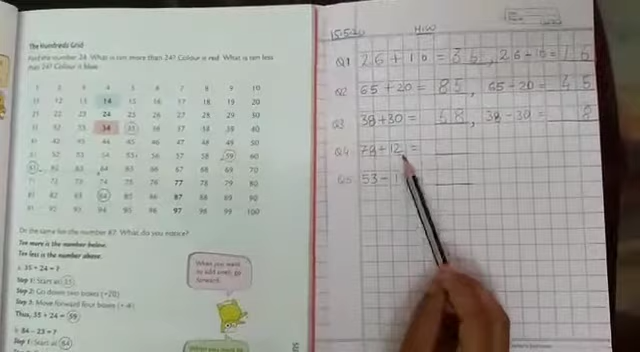 The Hundreds Grid
Find the number 24. What is ten more than 24? Colour it red. What is ten less
than 24? Colour it blue.
1 2 3 4 5 6 7 8 9 10
11 12 13 14 15 16 17 18 19 20
21 22 23 24 25 26 27 28 29 30
31 32 33 34 35 36 37 38 39 40
41 42 43 44 45 46 47 48 49 50
51 52 53 54 55 56 57 58 59 60
61 62 63 64 65 66 67 68 69 70
71 72 73 74 75 76 77 78 79 80
81 82 83 84 85 86 87 88 89 90
91 92 93 94 95 96 97 98 99 100
Do the same for the number 87. What do you notice?
Ten more is the number below.
Ten less is the number above.
a. 35 + 24 = ?
Step 1: Start at 35
Step 2: Go down two boxes (+20)
Step 3: Move forward four boxes (+4)
Thus, 35 + 24 = 59
b. 84 - 23 = ?
Step 1: Start at 84
When you want
to add ones, go
forward.
When you want to
H.W
Q1 26 + 10 = 36, 26 - 10 = 16
Q2 65 + 20 = 85, 65 - 20 = 45
Q3 38 + 30 = 68, 38 - 30 = 8
Q4 78 + 12 =
Q5 53 - 1